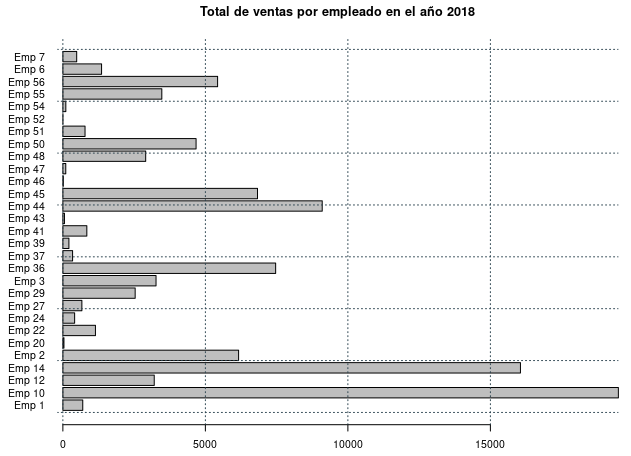 Total de ventas por empleado en el año 2018
Emp 7
Emp 6
Emp 56
Emp 55
Emp 54
Emp 52
Emp 51
Emp 50
Emp 48
Emp 47
Emp 46
Emp 45
Emp 44
Emp 43
Emp 41
Emp 39
Emp 37
Emp 36
Emp 3
Emp 29
Emp 27
Emp 24
Emp 22
Emp 20
Emp 2
Emp 14
Emp 12
Emp 10
Emp 1
0 5000 10000 15000